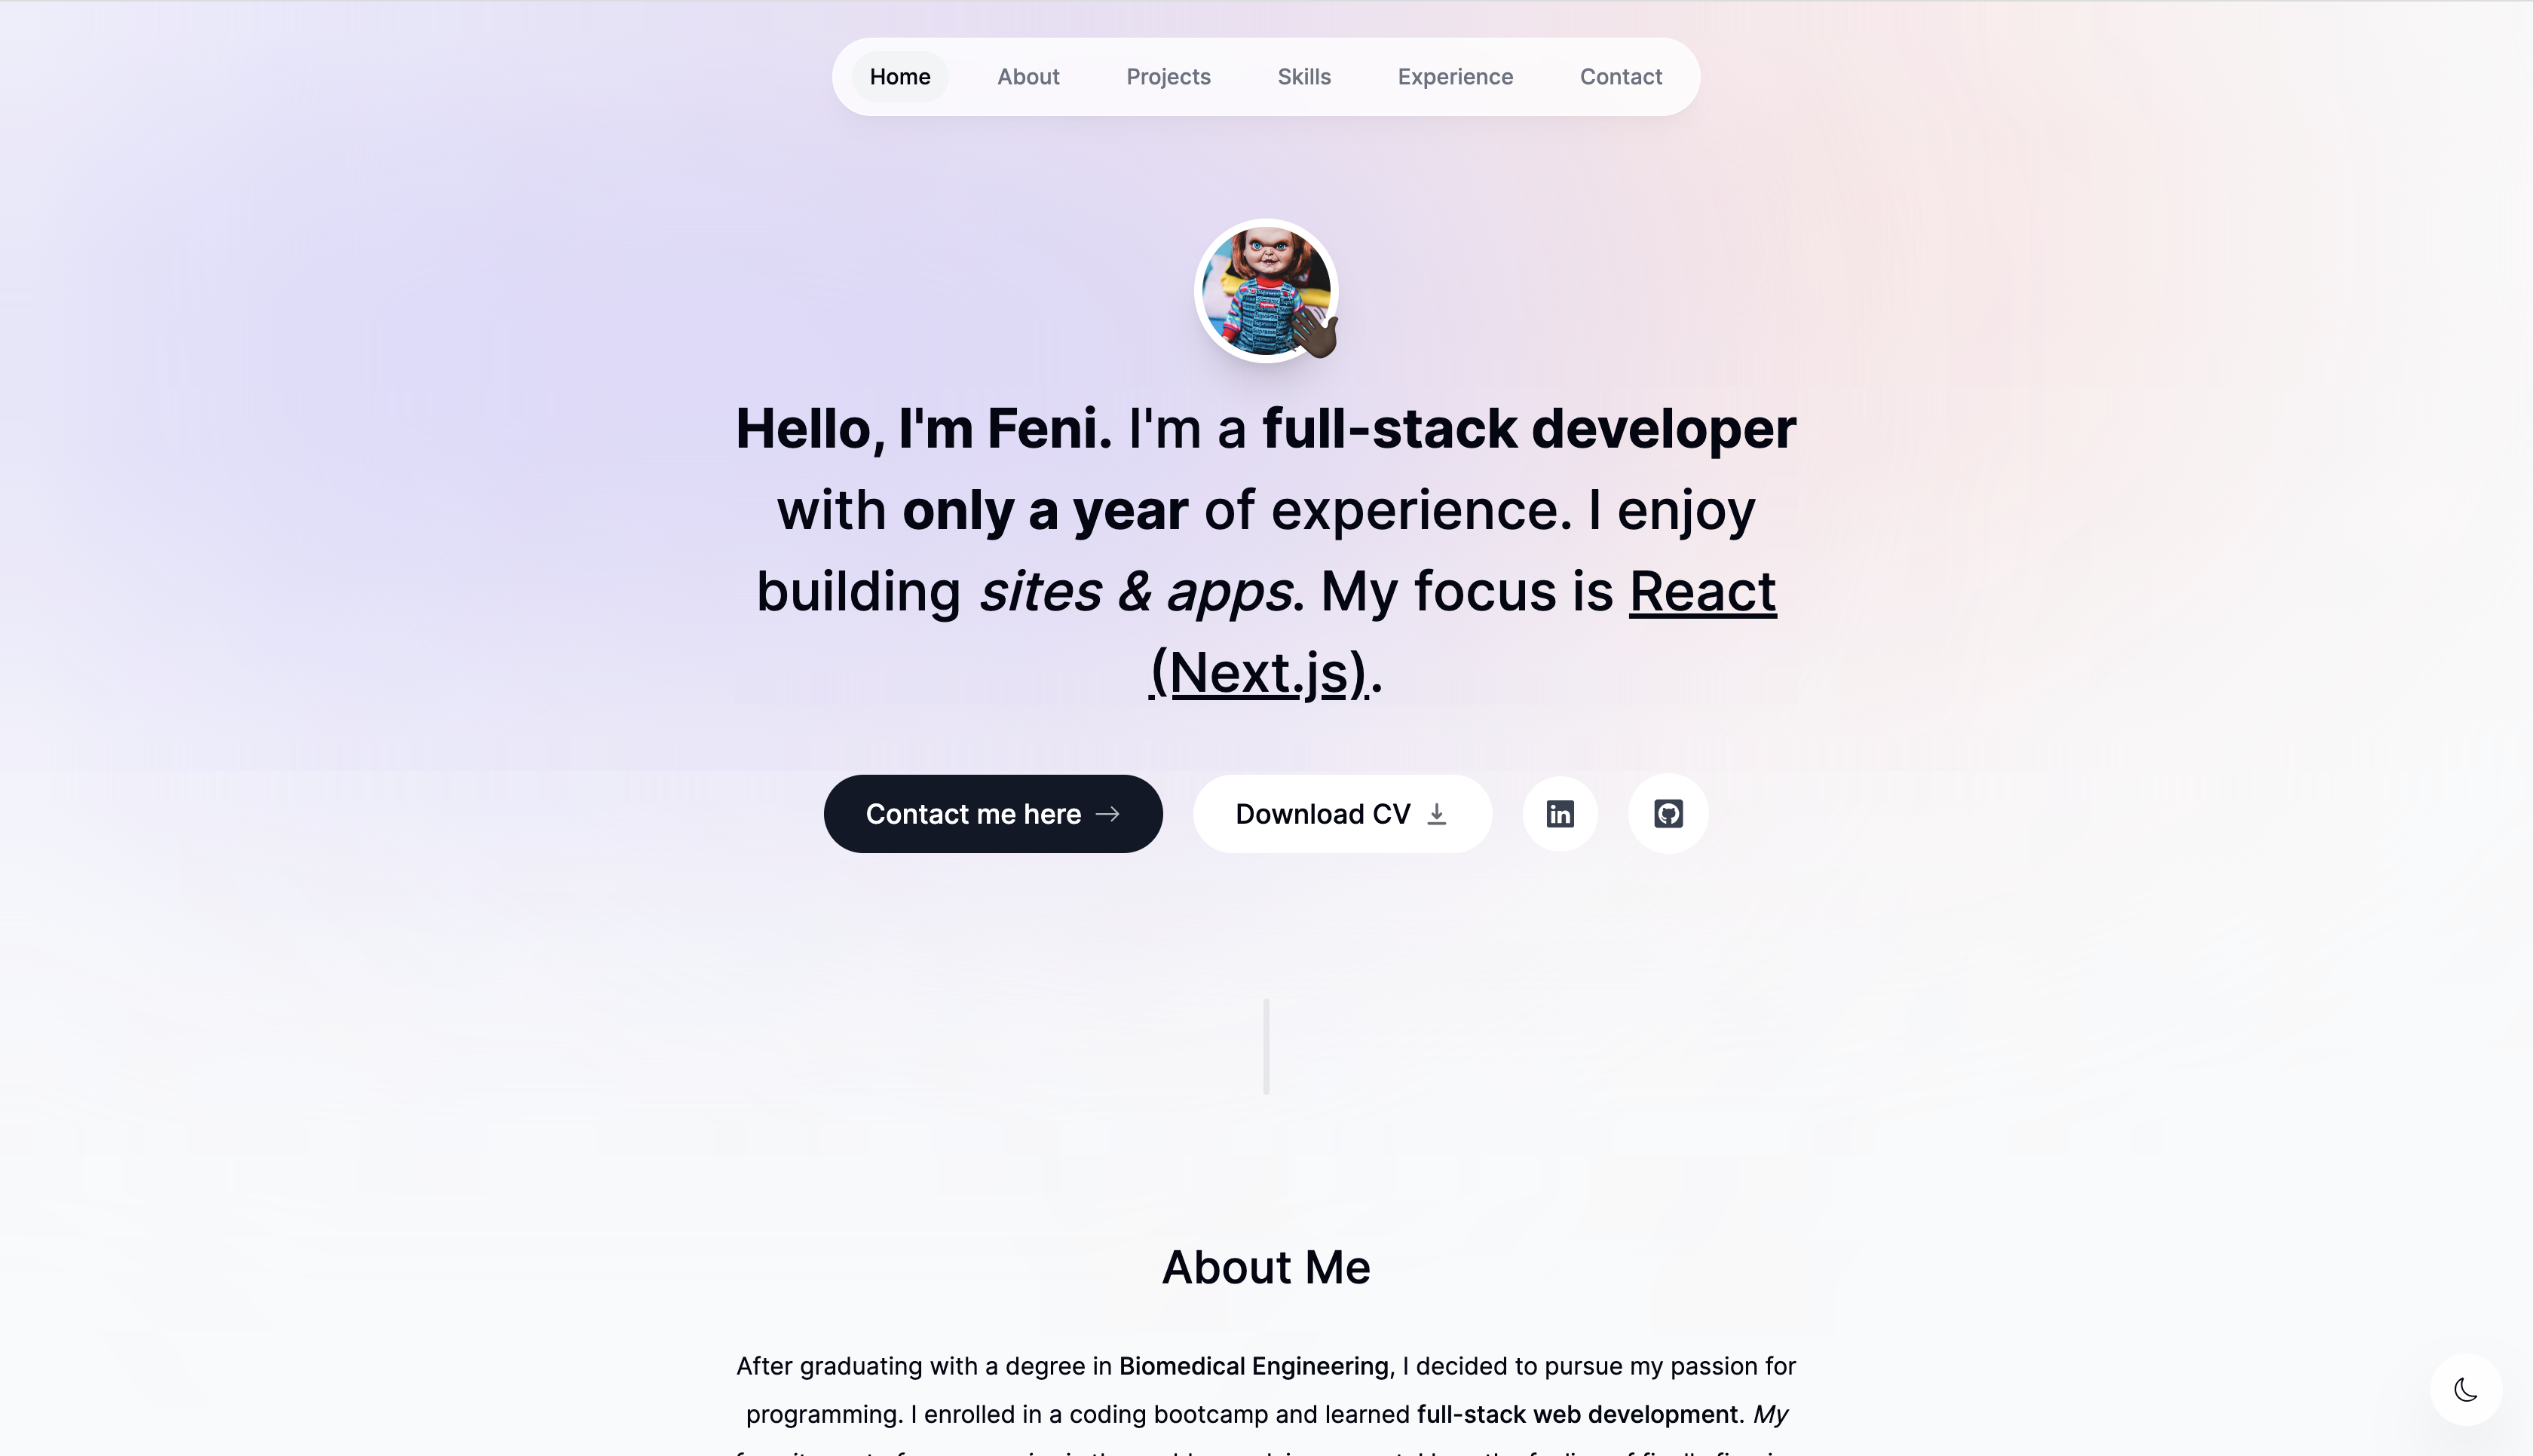 Home About Projects Skills Experience Contact
Hello, I'm Feni. I'm a full-stack developer
with only a year of experience. I enjoy
building sites & apps. My focus is React
(Next.js).
Contact me here → Download CV
About Me
After graduating with a degree in Biomedical Engineering, I decided to pursue my passion for
programming. I enrolled in a coding bootcamp and learned full-stack web development. My